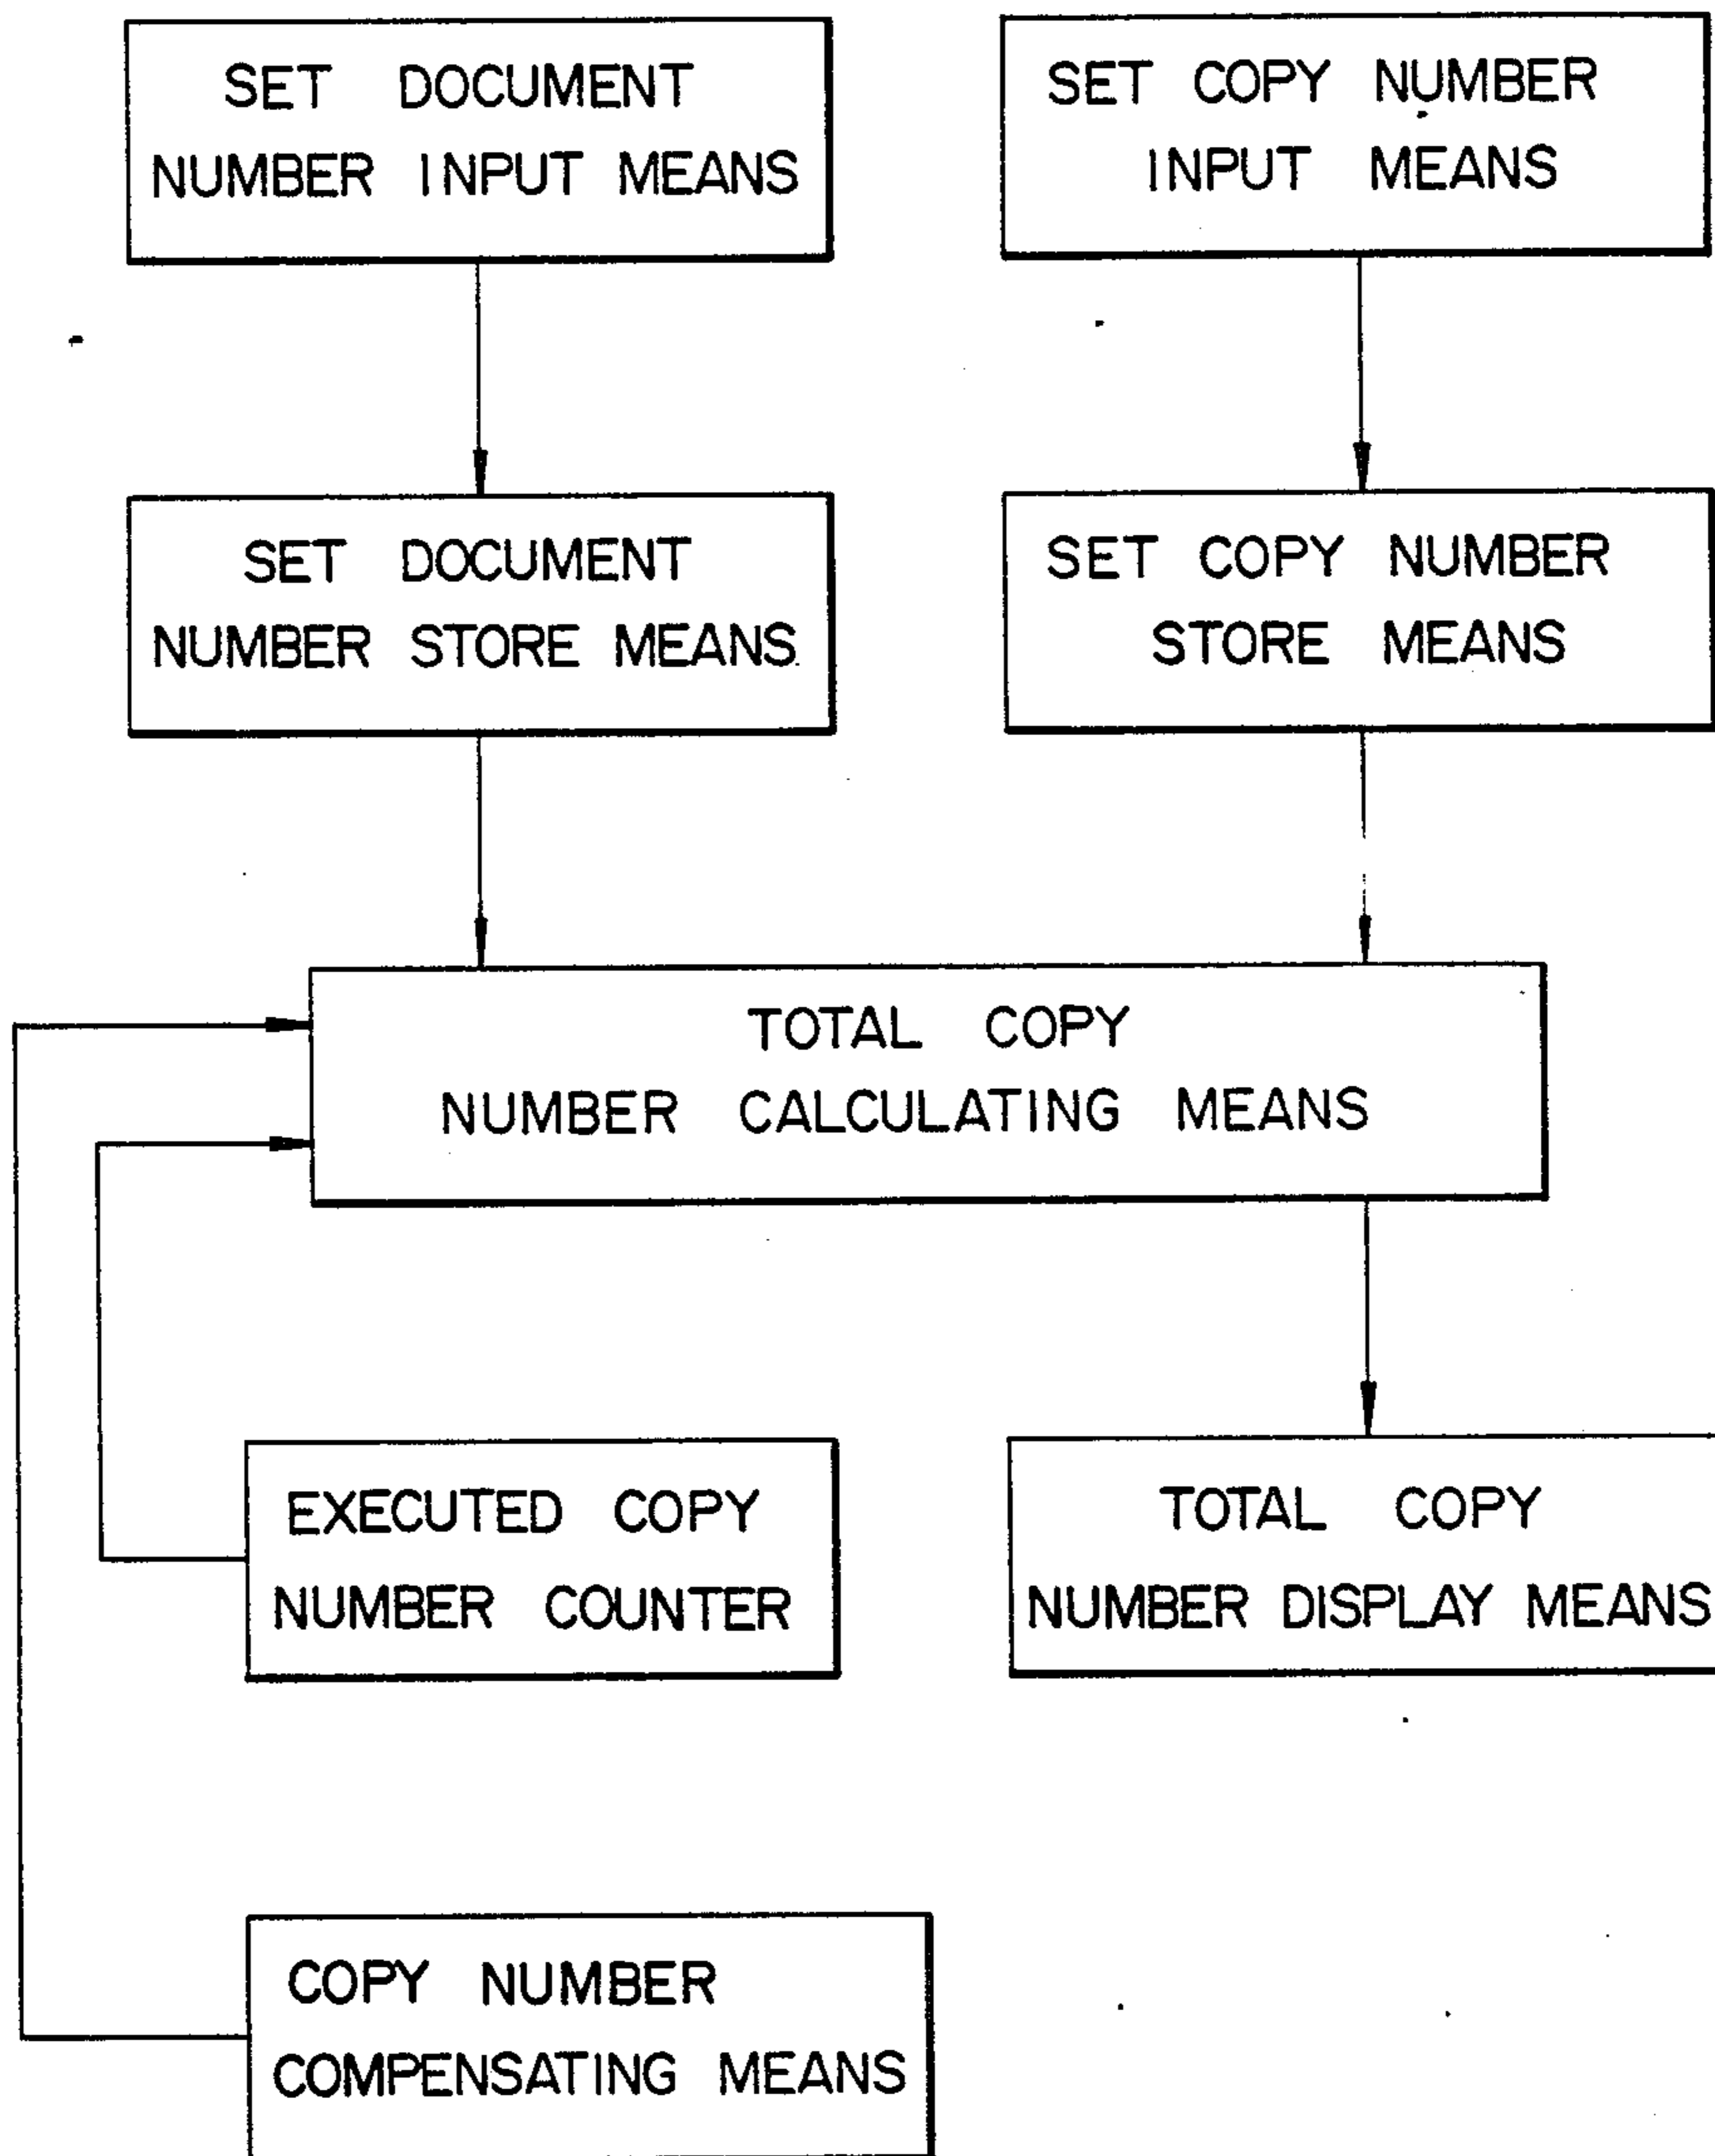 SET DOCUMENT
NUMBER INPUT MEANS
SET COPY NUMBER
INPUT MEANS
SET DOCUMENT
NUMBER STORE MEANS
SET COPY NUMBER
STORE MEANS
TOTAL COPY
NUMBER CALCULATING MEANS
EXECUTED COPY
NUMBER COUNTER
TOTAL COPY
NUMBER DISPLAY MEANS
COPY NUMBER
COMPENSATING MEANS